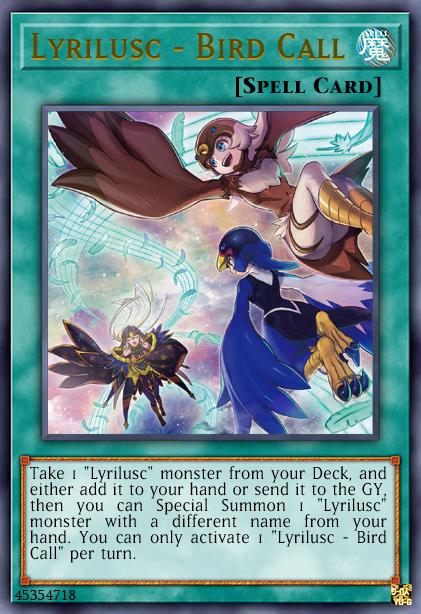 Lyrilusc - Bird Call
SPELL
魔
[Spell Card]
Take 1 "Lyrilusc" monster from your Deck, and
either add it to your hand or send it to the GY,
then you can Special Summon 1 "Lyrilusc"
monster with a different name from your
hand. You can only activate 1 "Lyrilusc - Bird
Call" per turn.
45354718